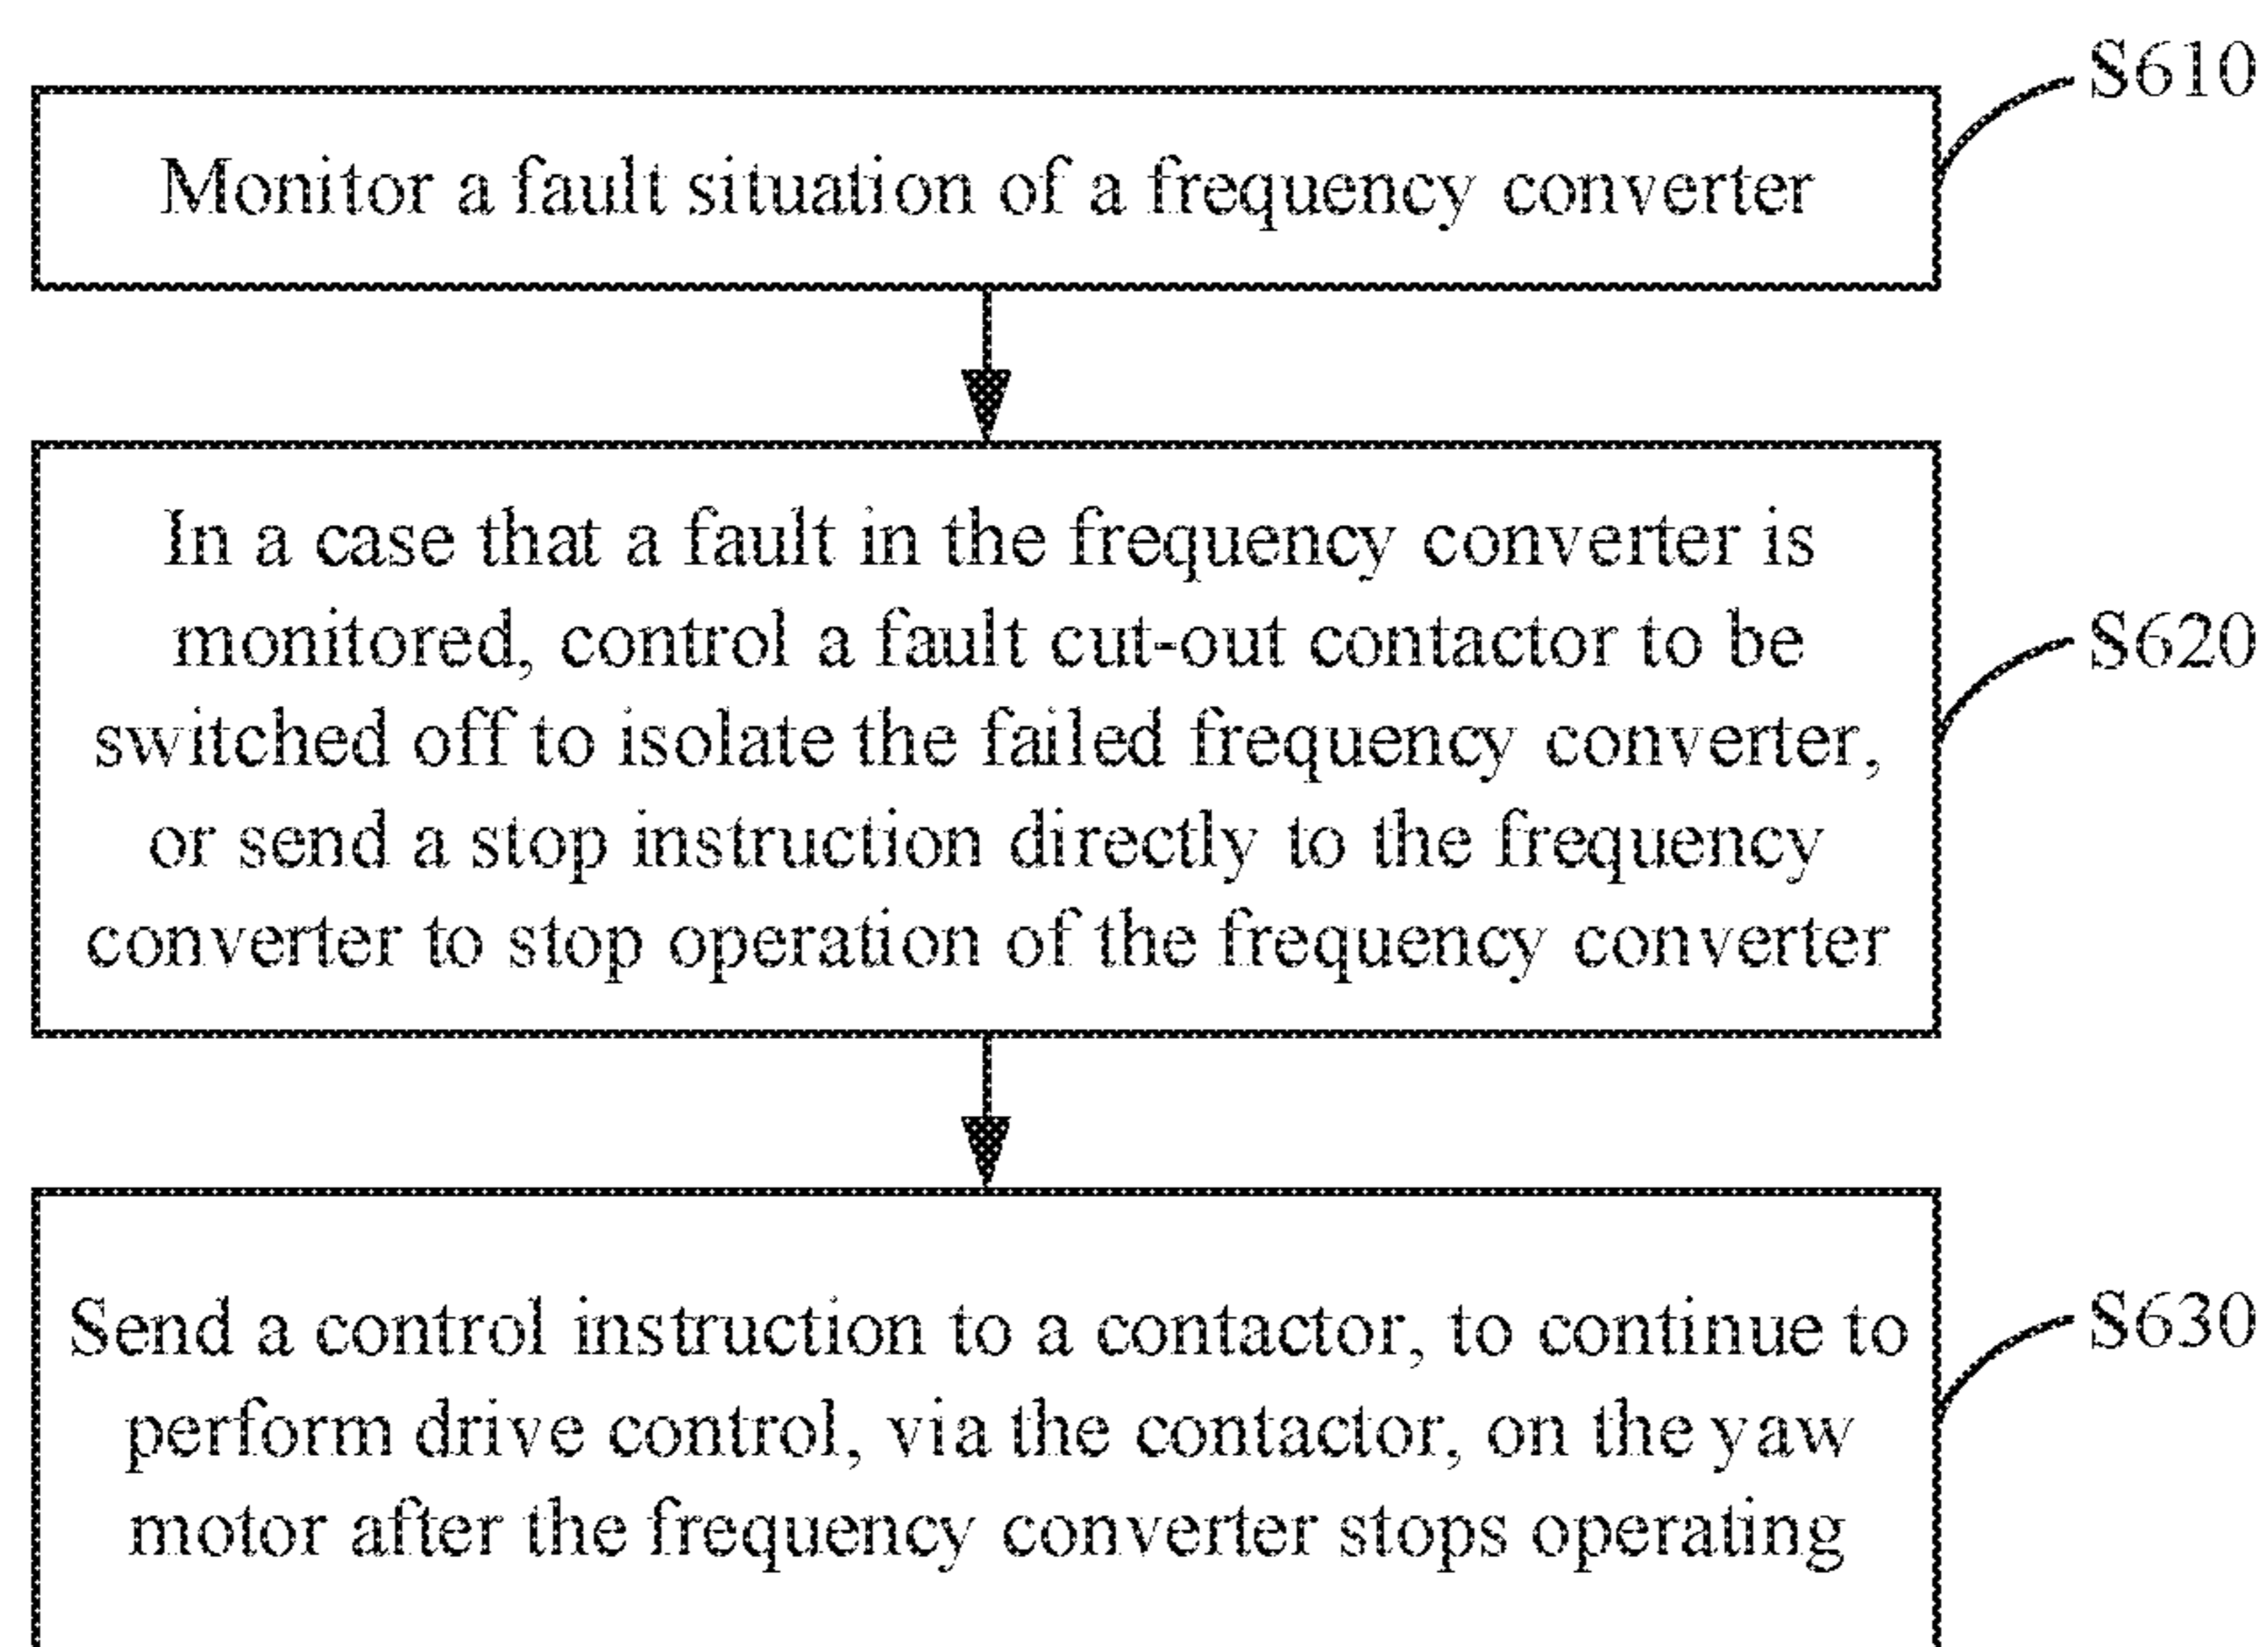 S610
Monitor a fault situation of a frequency converter
In a case that a fault in the frequency converter is
monitored, control a fault cut-out contactor to be
switched off to isolate the failed frequency converter,
or send a stop instruction directly to the frequency
converter to stop operation of the frequency converter
S620
Send a control instruction to a contactor, to continue to
perform drive control, via the contactor, on the yaw
motor after the frequency converter stops operating
S630